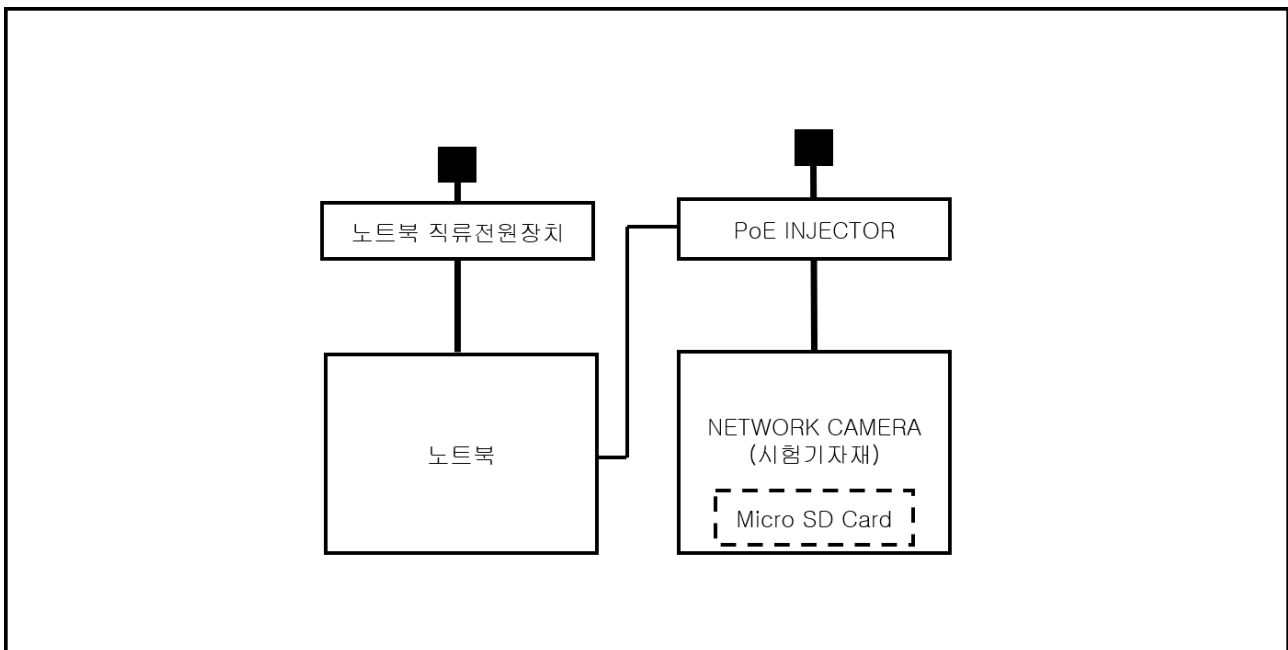 노트북 직류전원장치
PoE INJECTOR
노트북
NETWORK CAMERA
(시험기자재)
Micro SD Card